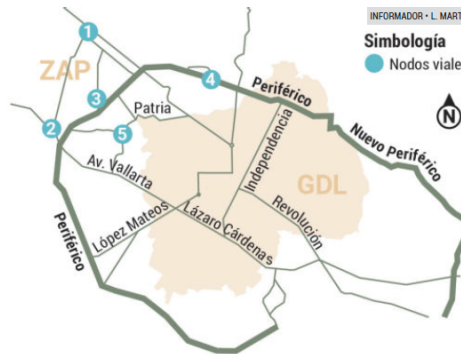 INFORMADOR • L. MART
Simbología
Nodos viale
N
1
ZAP
4
Periférico
3
Patria
2
5
Independencia
Nuevo Periférico
Av. Vallarta
GDL
López Mateos
Lázaro Cárdenas
Revolución
Periférico